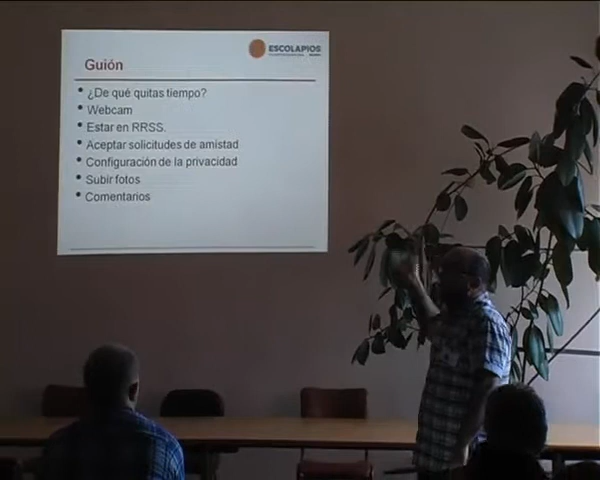 ESCOLAPIOS
Guión
¿De qué quitas tiempo?
Webcam
Estar en RRSS.
Aceptar solicitudes de amistad
Configuración de la privacidad
Subir fotos
Comentarios